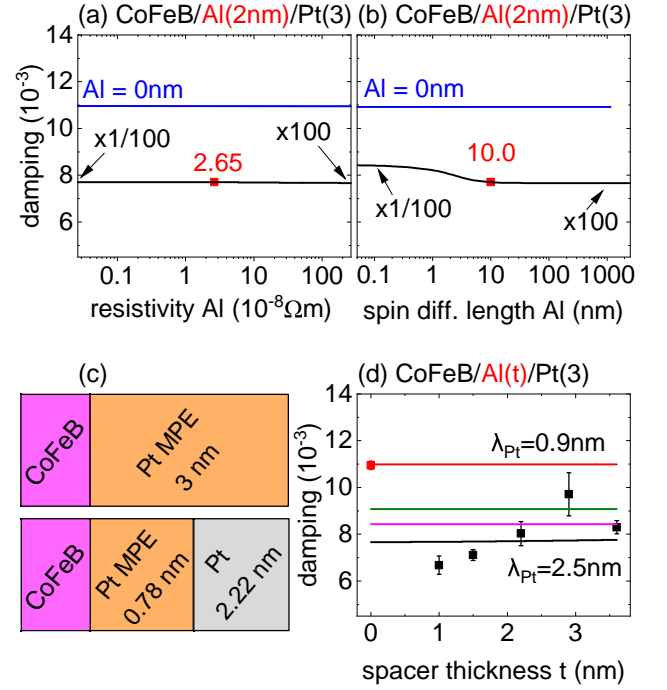 (a) CoFeB/Al(2nm)/Pt(3)
(b) CoFeB/Al(2nm)/Pt(3)
damping (10⁻³)
14
12
10
8
6
Al = 0nm
x1/100
2.65
x100
0.1
1
10
100
resistivity Al (10⁻⁸Ωm)
Al = 0nm
x1/100
10.0
x100
0.1
1
10
100
1000
spin diff. length Al (nm)
(c)
CoFeB
Pt MPE
3 nm
CoFeB
Pt MPE
0.78 nm
Pt
2.22 nm
(d) CoFeB/Al(t)/Pt(3)
damping (10⁻³)
14
12
10
8
6
λPt=0.9nm
λPt=2.5nm
0
1
2
3
spacer thickness t (nm)